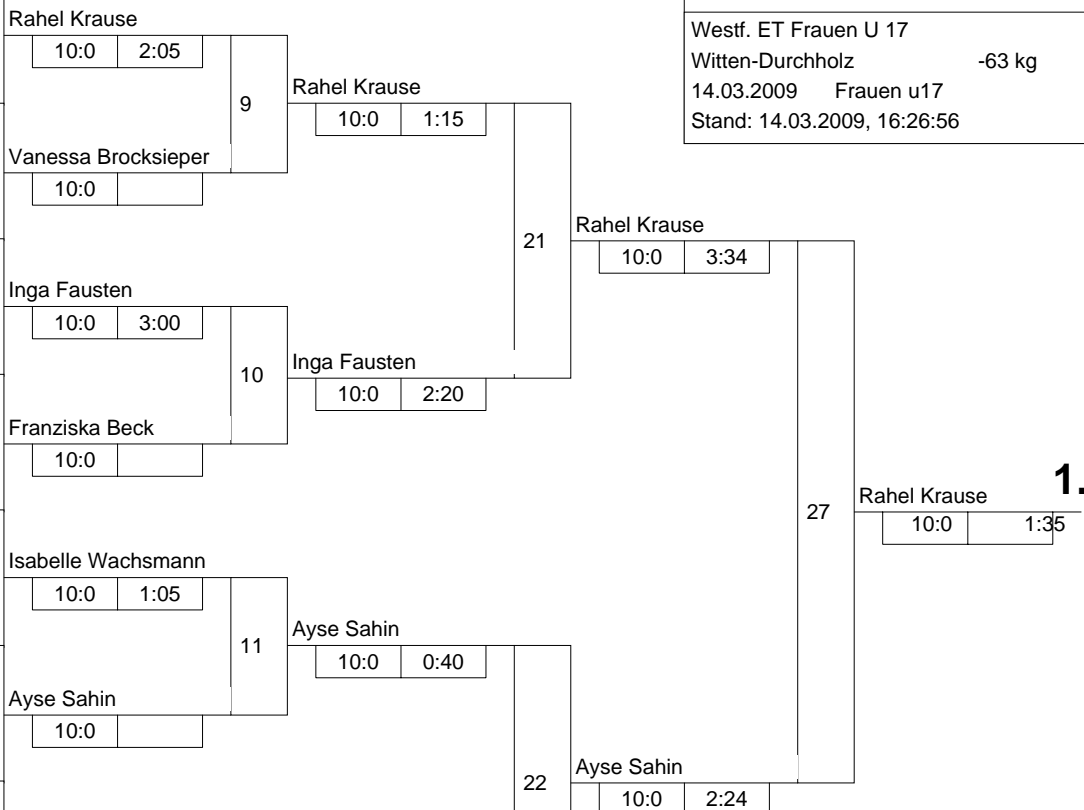 Rahel Krause
10:0 2:05
9
Vanessa Brocksieper
10:0
Rahel Krause
10:0 1:15
Inga Fausten
10:0 3:00
10
Franziska Beck
10:0
Inga Fausten
10:0 2:20
21
Rahel Krause
10:0 3:34
Isabelle Wachsmann
10:0 1:05
11
Ayse Sahin
10:0
Ayse Sahin
10:0 0:40
22
Ayse Sahin
10:0 2:24
27
Rahel Krause 1.
10:0 1:35
Westf. ET Frauen U 17
Witten-Durchholz -63 kg
14.03.2009 Frauen u17
Stand: 14.03.2009, 16:26:56